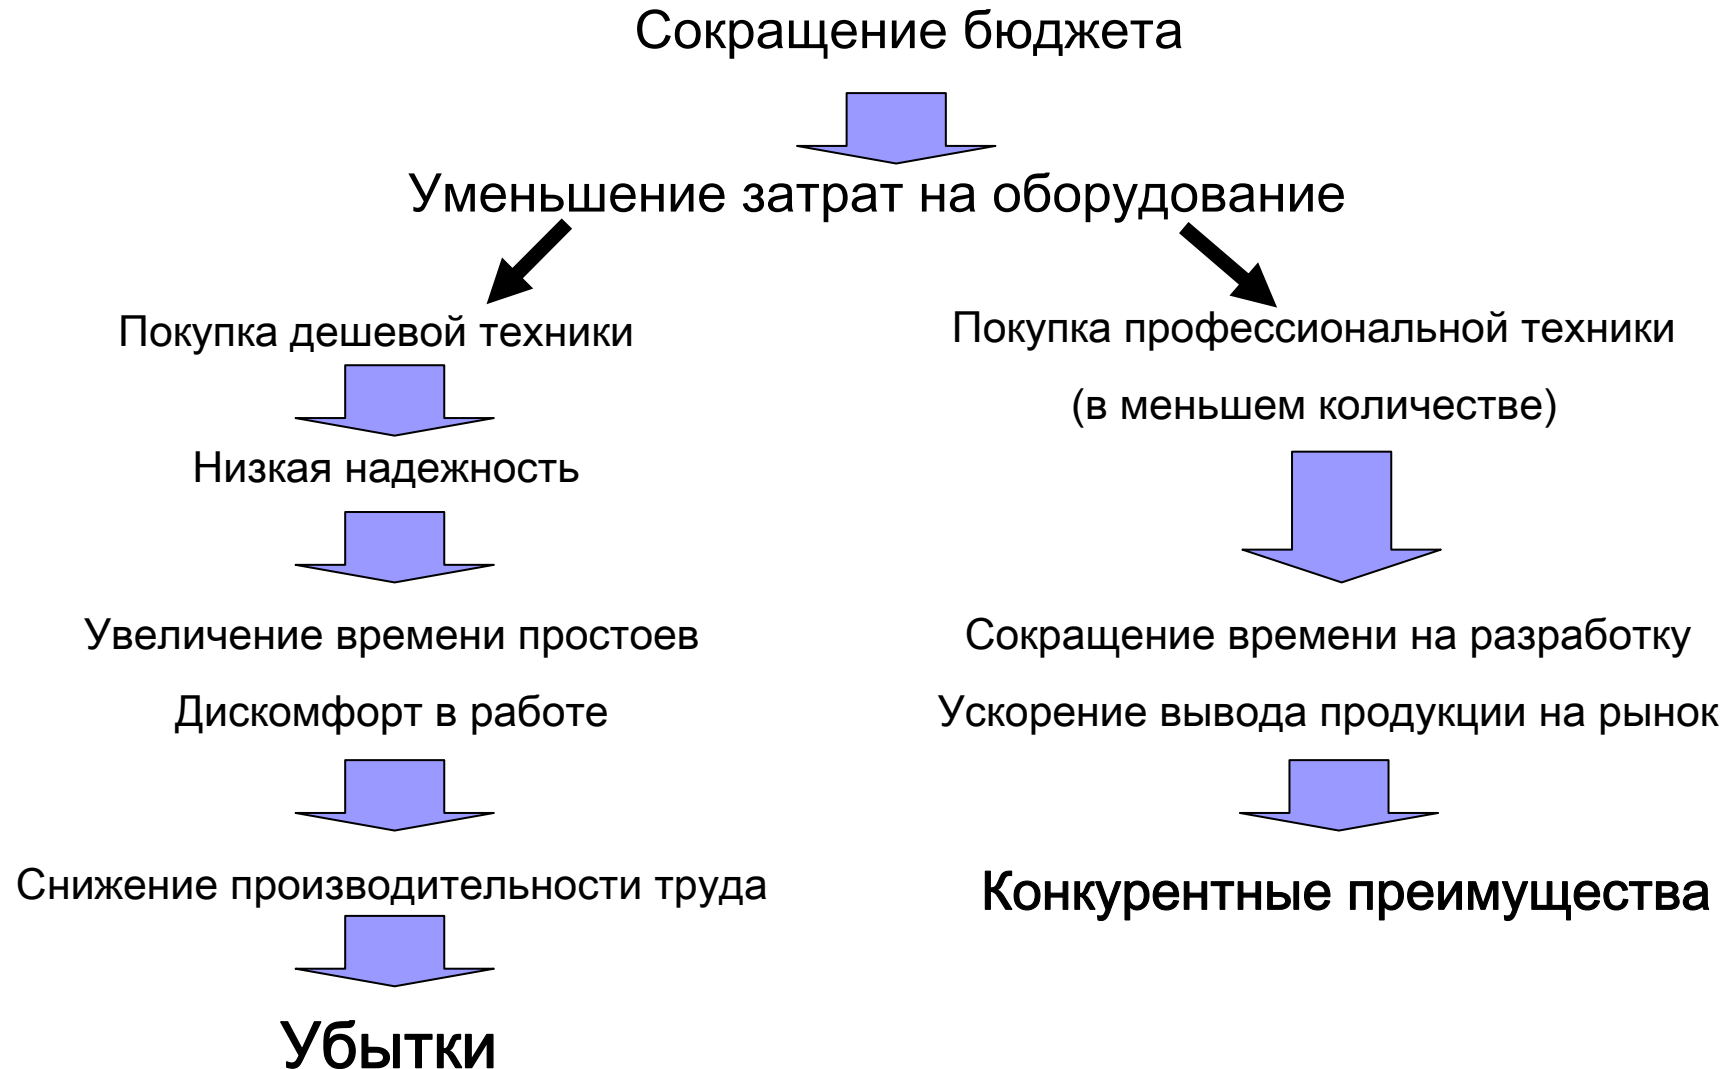 Сокращение бюджета
Уменьшение затрат на оборудование
Покупка дешевой техники
Низкая надежность
Увеличение времени простоев
Дискомфорт в работе
Снижение производительности труда
Убытки
Покупка профессиональной техники
(в меньшем количестве)
Сокращение времени на разработку
Ускорение вывода продукции на рынок
Конкурентные преимущества